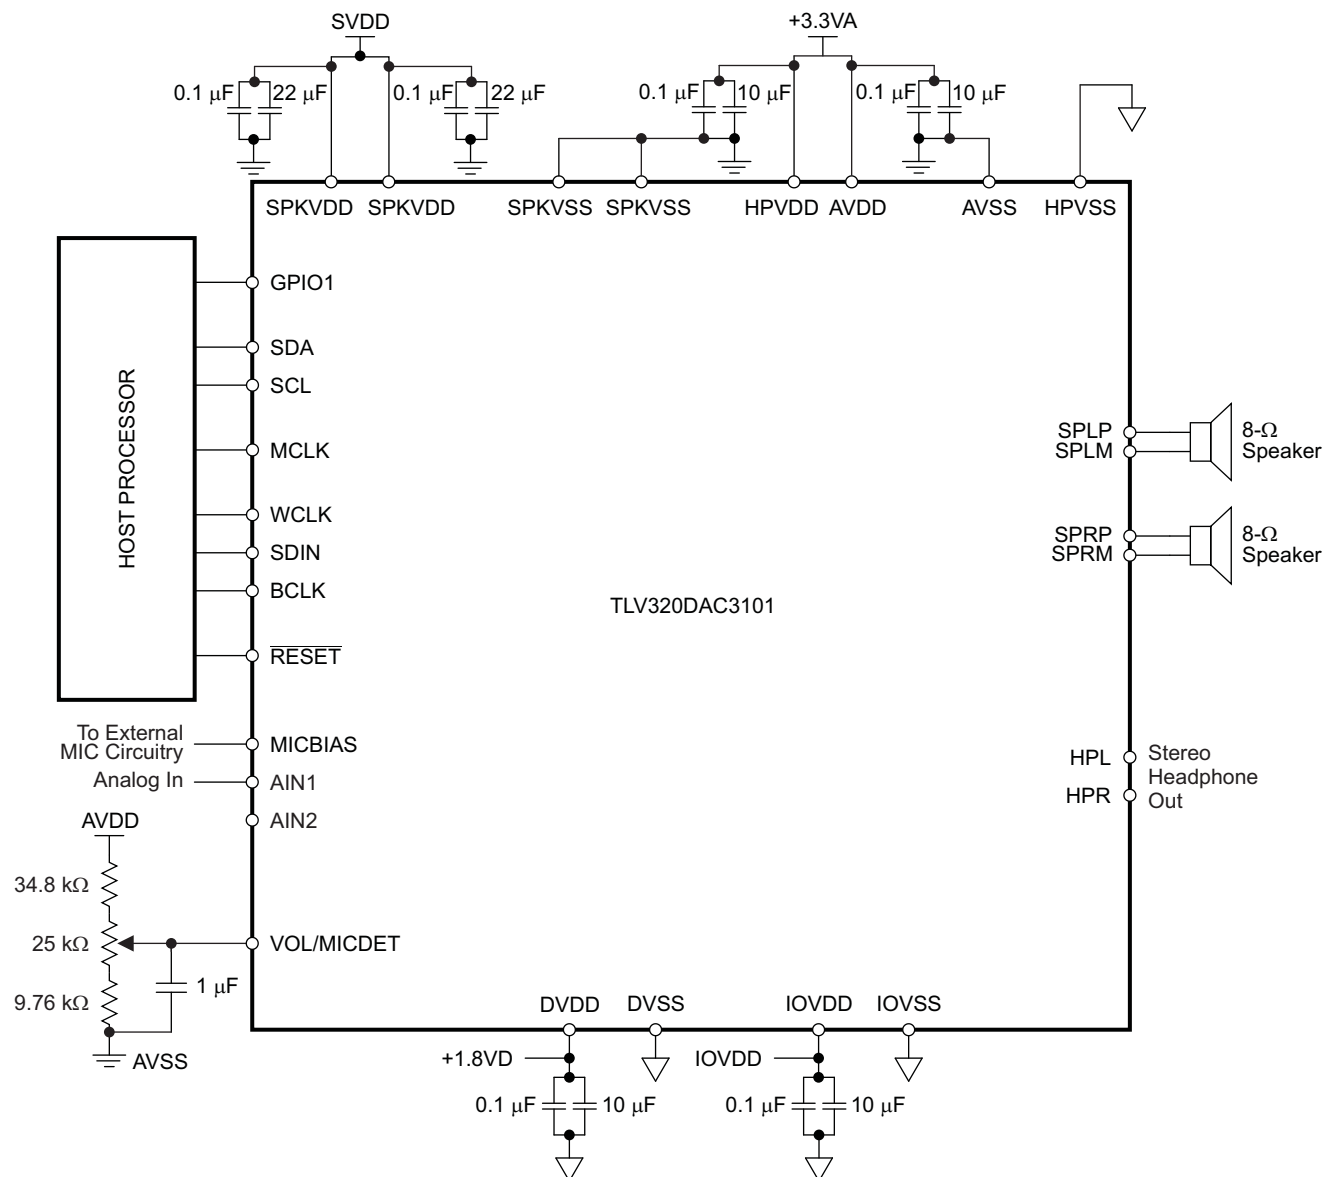 SVDD
+3.3VA
0.1 μF
22 μF
0.1 μF
22 μF
0.1 μF
10 μF
0.1 μF
10 μF
SPKVDD
SPKVDD
SPKVSS
SPKVSS
HPVDD
AVDD
AVSS
HPVSS
HOST PROCESSOR
GPIO1
SDA
SCL
MCLK
WCLK
SDIN
BCLK
RESET
To External
MIC Circuitry
MICBIAS
Analog In
AIN1
AIN2
AVDD
34.8 kΩ
25 kΩ
9.76 kΩ
VOL/MICDET
1 μF
AVSS
TLV320DAC3101
SPLP
SPLM
8-Ω
Speaker
SPRP
SPRM
8-Ω
Speaker
HPL
HPR
Stereo
Headphone
Out
DVDD
DVSS
IOVDD
IOVSS
+1.8VD
IOVDD
0.1 μF
10 μF
0.1 μF
10 μF